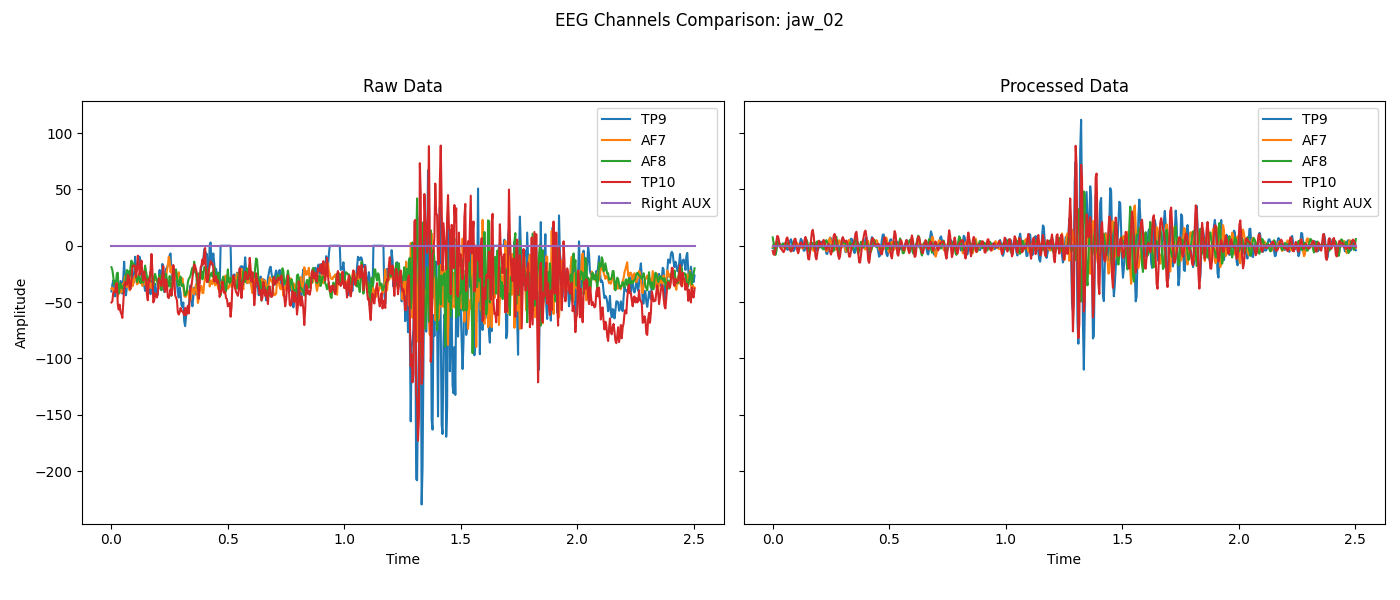 EEG Channels Comparison: jaw_02
Raw Data
Processed Data
TP9
AF7
AF8
TP10
Right AUX
TP9
AF7
AF8
TP10
Right AUX
Amplitude
100
50
0
−50
−100
−150
−200
0.0 0.5 1.0 1.5 2.0 2.5
0.0 0.5 1.0 1.5 2.0 2.5
Time
Time